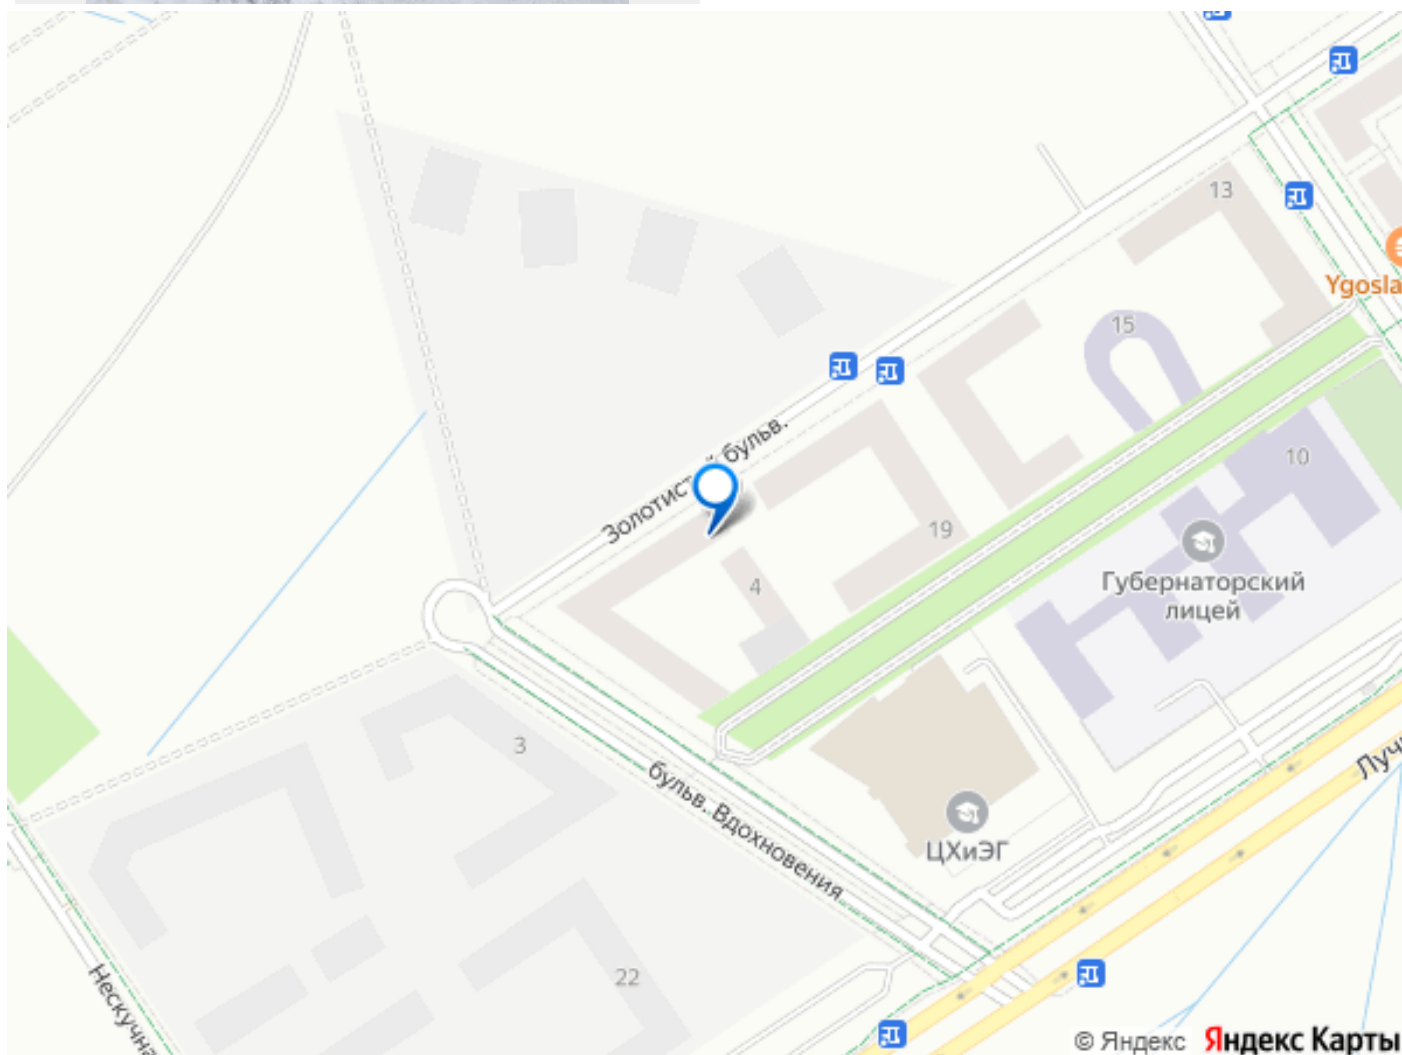 13
Ygosla
15
Золотис
бульв.
10
19
4
Губернаторский
лицей
3
Луч
бульв. Вдохновения
ЦХиЭГ
22
Нескучна
© Яндекс Яндекс Карты